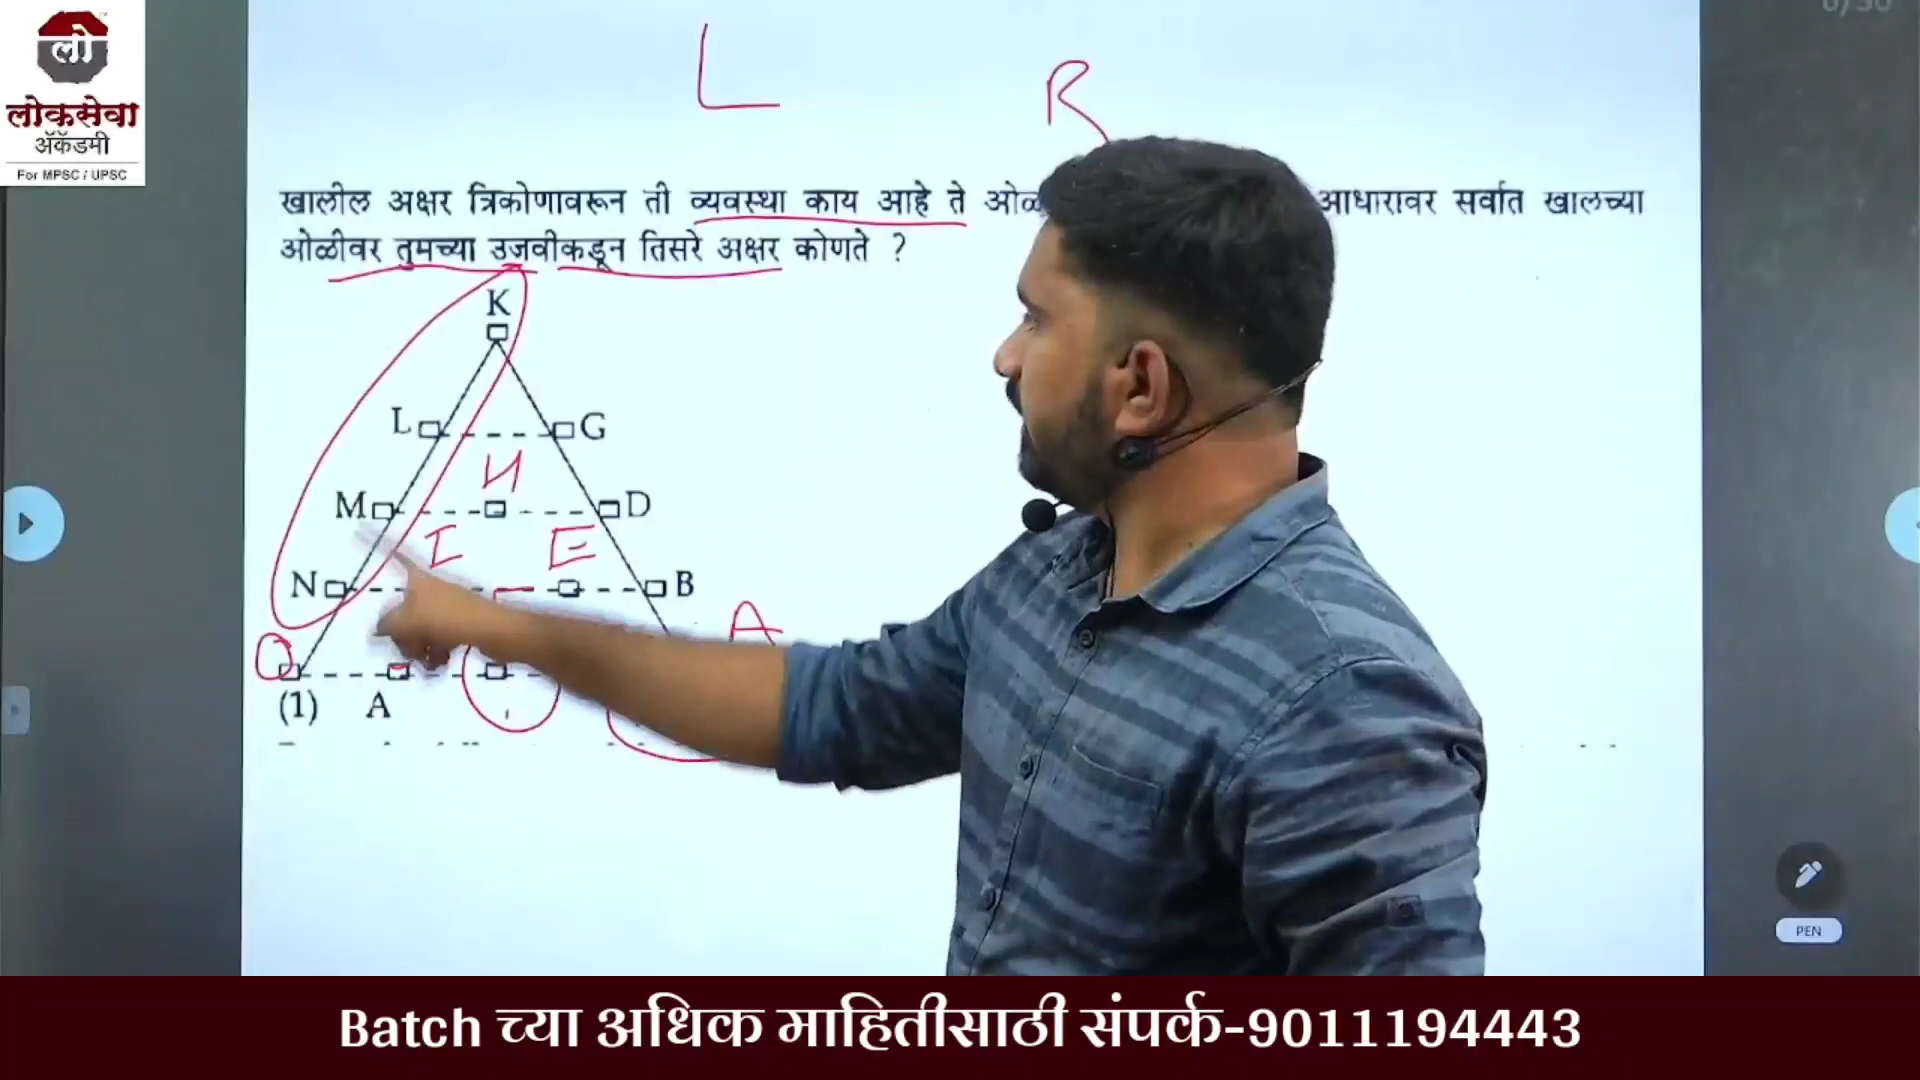 लो
लोकसेवा
ॲकॅडमी
For MPSC / UPSC
L
R
खालील अक्षर त्रिकोणावरून ती व्यवस्था काय आहे ते आधारावर सर्वात खालच्या
ओळीवर तुमच्या उजवीकडून तिसरे अक्षर कोणते ?
K
L G
H
M D
I E
N B
A
O
(1) A
PEN
Batch च्या अधिक माहितीसाठी संपर्क-9011194443